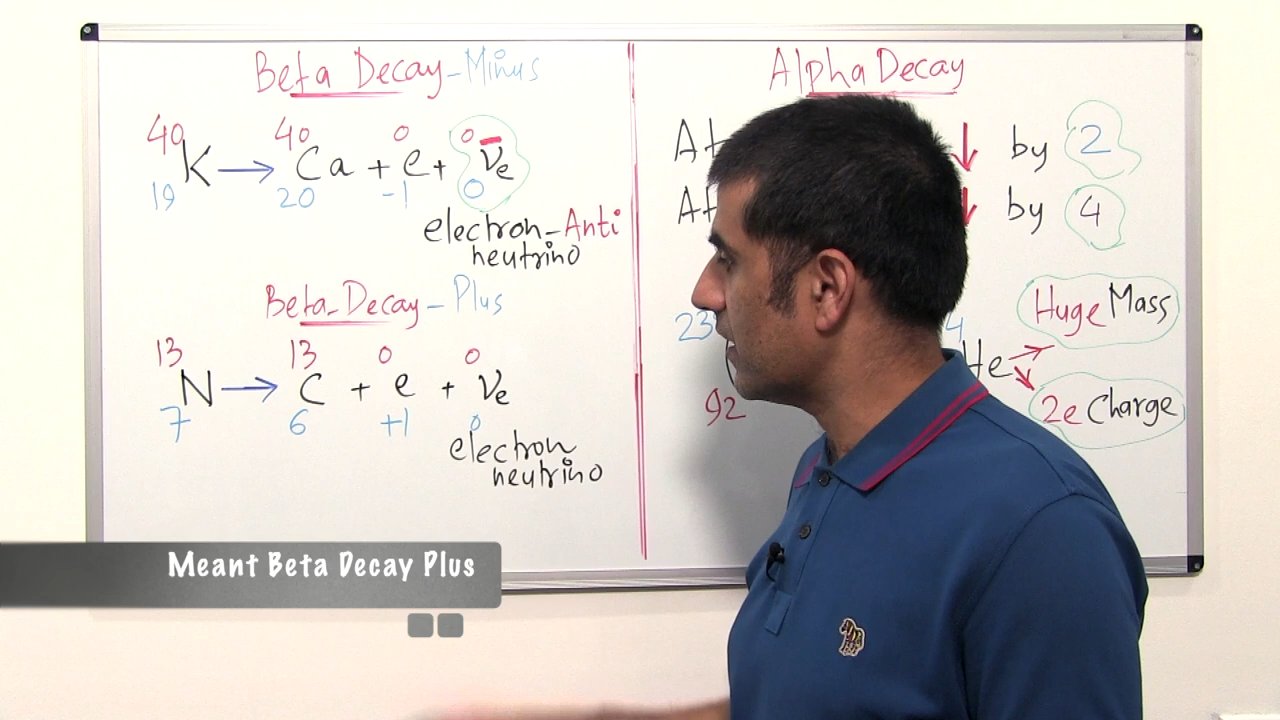 Beta Decay-Minus
40 40 0 0
K → Ca + e + ν̅e
19 20 -1 0
electron-Anti
neutrino
Beta-Decay-Plus
13 13 0 0
N → C + e + νe
7 6 +1 0
electron
neutrino
Alpha Decay
↓ by 2
↓ by 4
4
He
92
Huge Mass
2e Charge
Meant Beta Decay Plus